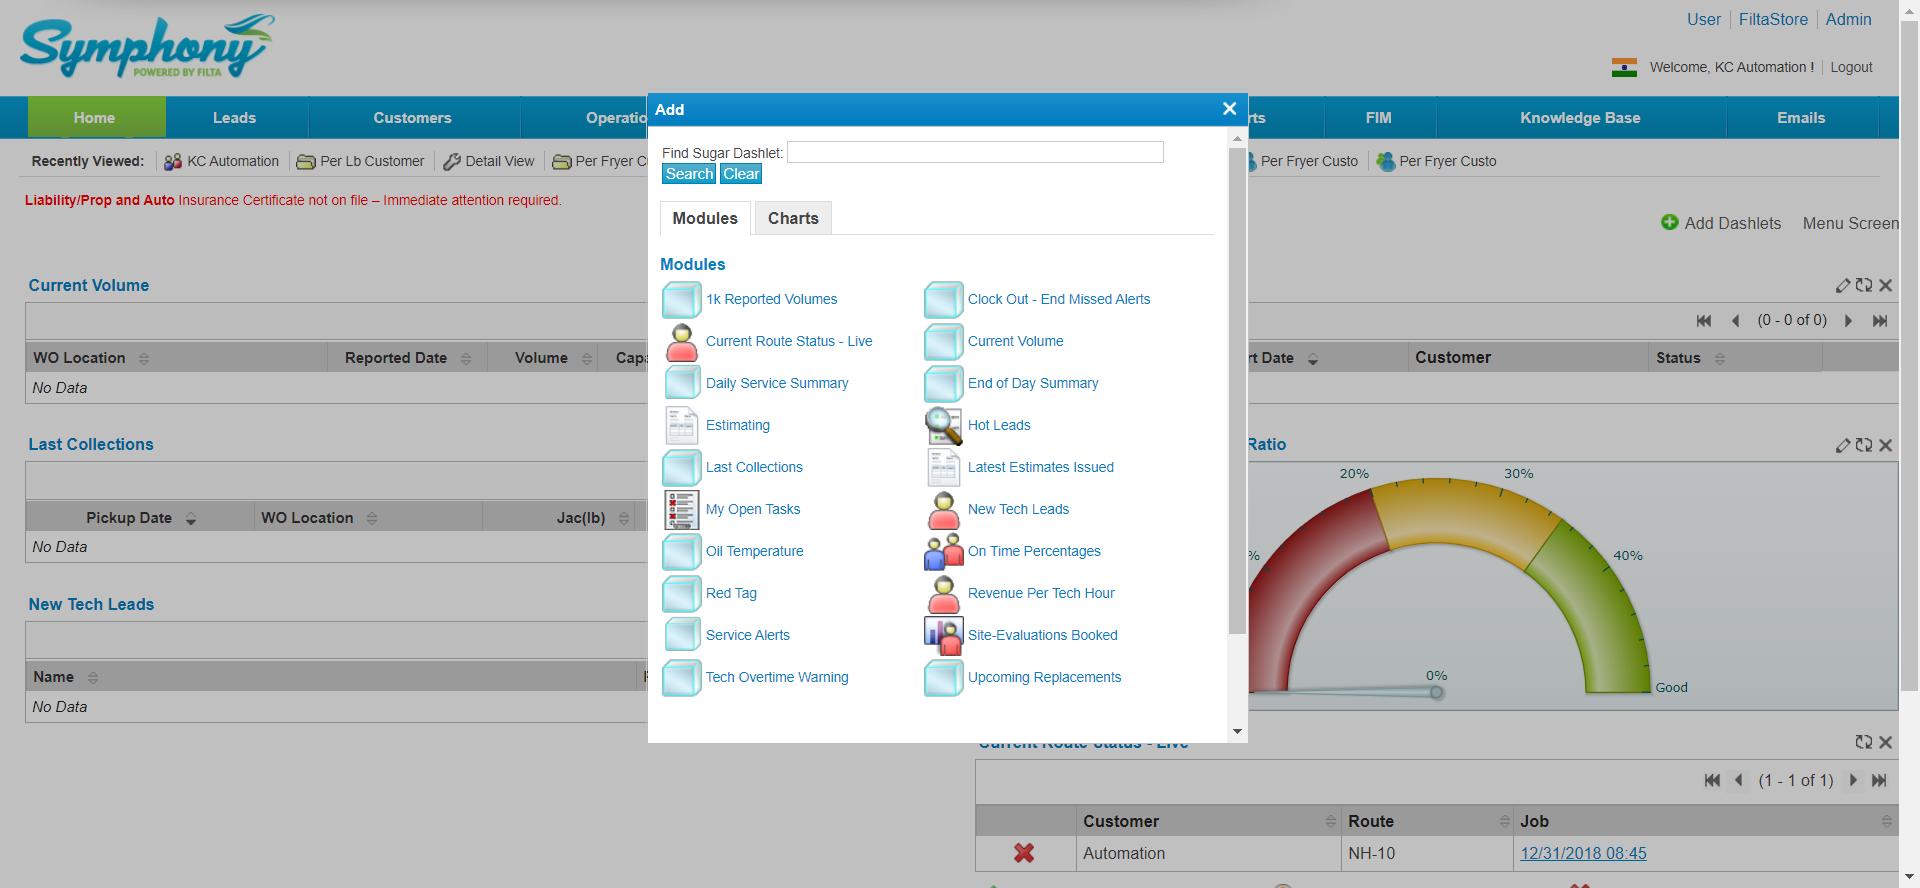 Symphony
POWERED BY FILTA
User FiltaStore Admin
Welcome, KC Automation ! Logout
Home Leads Customers Operatio rts FIM Knowledge Base Emails
Recently Viewed: KC Automation Per Lb Customer Detail View Per Fryer C Per Fryer Custo Per Fryer Custo
Liability/Prop and Auto Insurance Certificate not on file – Immediate attention required.
Add Dashlets Menu Screen
Add
Find Sugar Dashlet:
Search Clear
Modules Charts
Modules
1k Reported Volumes Clock Out - End Missed Alerts
Current Route Status - Live Current Volume
Daily Service Summary End of Day Summary
Estimating Hot Leads
Last Collections Latest Estimates Issued
My Open Tasks New Tech Leads
Oil Temperature On Time Percentages
Red Tag Revenue Per Tech Hour
Service Alerts Site-Evaluations Booked
Tech Overtime Warning Upcoming Replacements
Current Volume
(0 - 0 of 0)
WO Location Reported Date Volume Capa rt Date Customer Status
No Data
Last Collections
Ratio
Pickup Date WO Location Jac(lb)
No Data
20% 30%
% 40%
0%
Good
New Tech Leads
Name
No Data
Current Route Status - Live
(1 - 1 of 1)
Customer Route Job
Automation NH-10 12/31/2018 08:45